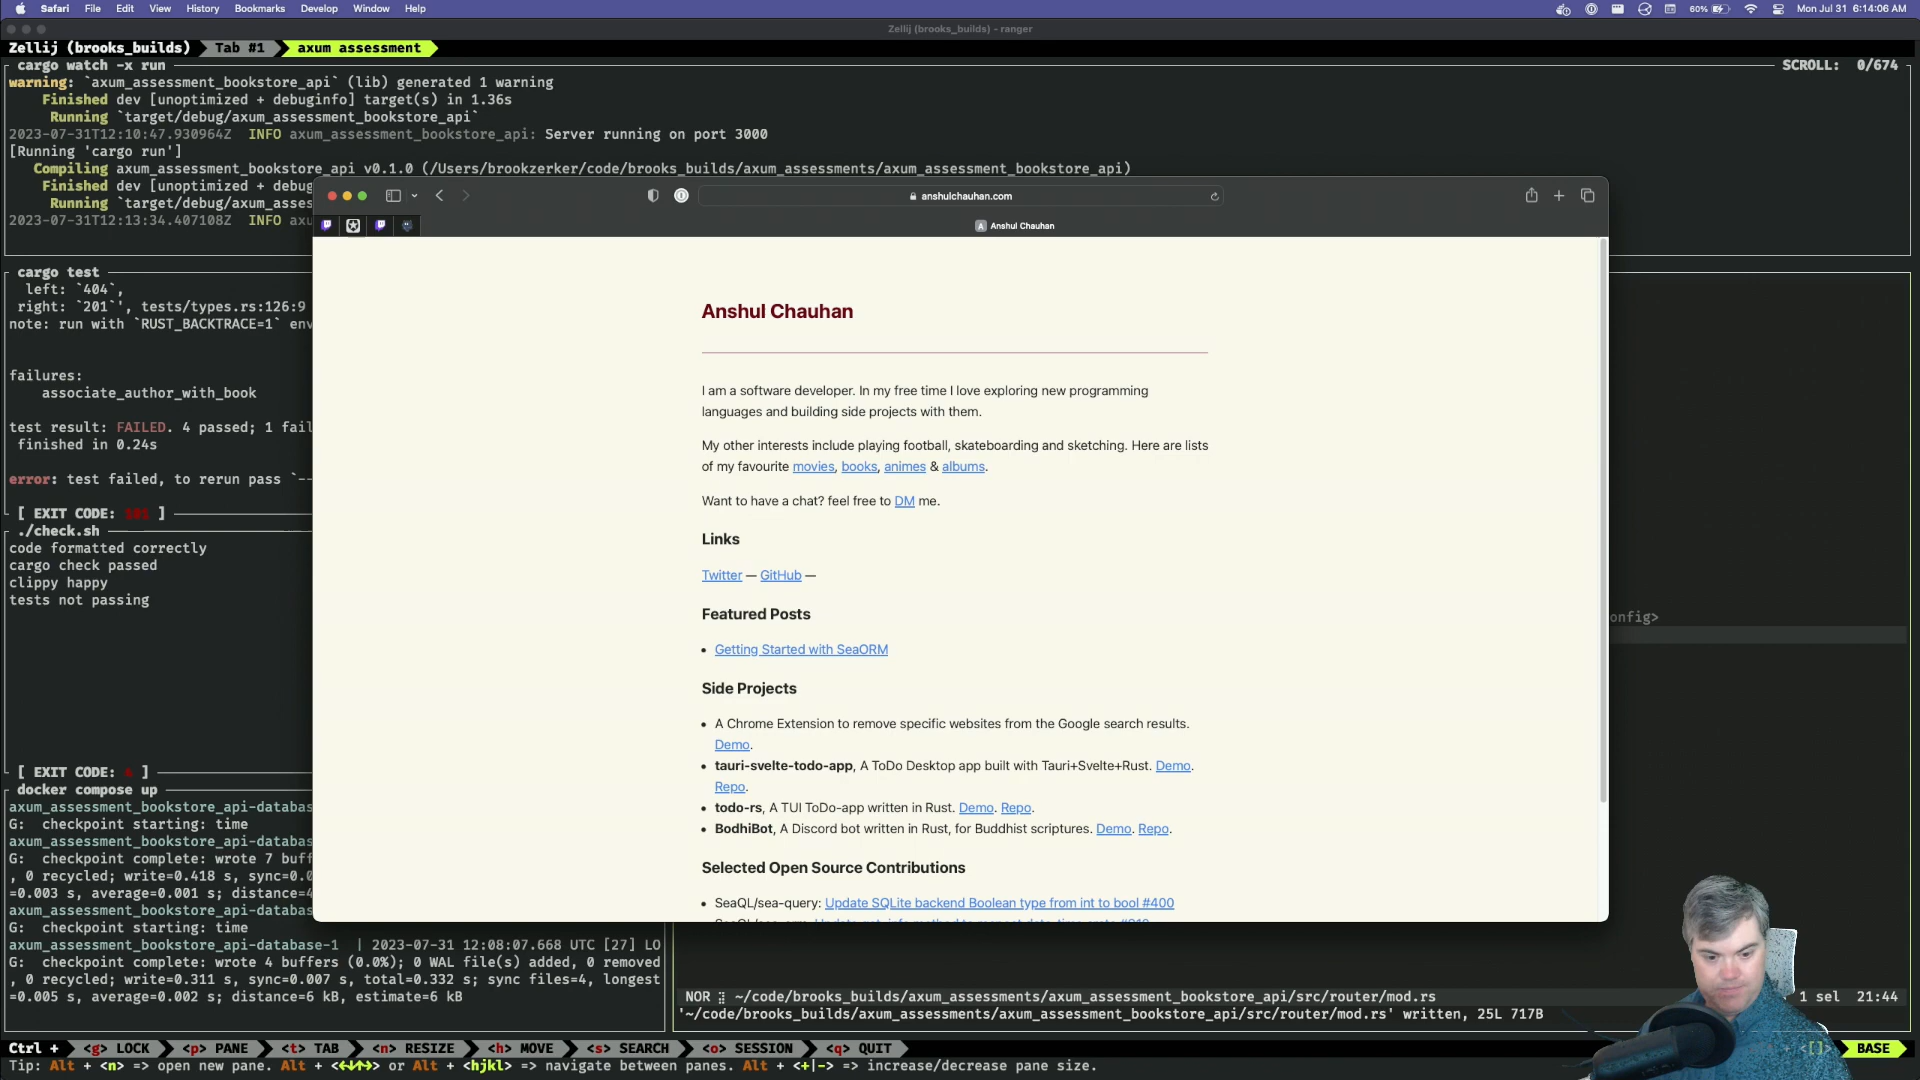 Safari File Edit View History Bookmarks Develop Window Help
60% Mon Jul 31 6:14:06 AM
Zellij (brooks_builds) - ranger
Zellij (brooks_builds) Tab #1 axum assessment
cargo watch -x run SCROLL: 0/674
warning: `axum_assessment_bookstore_api` (lib) generated 1 warning
Finished dev [unoptimized + debuginfo] target(s) in 1.36s
Running `target/debug/axum_assessment_bookstore_api`
2023-07-31T12:10:47.930964Z INFO axum_assessment_bookstore_api: Server running on port 3000
[Running 'cargo run']
Compiling axum_assessment_bookstore_api v0.1.0 (/Users/brookzerker/code/brooks_builds/axum_assessments/axum_assessment_bookstore_api)
Finished dev [unoptimized + debug
Running `target/debug/axum_asses
2023-07-31T12:13:34.407108Z INFO axu
cargo test
left: `404`,
right: `201`', tests/types.rs:126:9
note: run with `RUST_BACKTRACE=1` env
failures:
associate_author_with_book
test result: FAILED. 4 passed; 1 fail
finished in 0.24s
error: test failed, to rerun pass `--
[ EXIT CODE: 101 ]
./check.sh
code formatted correctly
cargo check passed
clippy happy
tests not passing
[ EXIT CODE: ]
docker compose up
axum_assessment_bookstore_api-database
G: checkpoint starting: time
axum_assessment_bookstore_api-database
G: checkpoint complete: wrote 7 buff
, 0 recycled; write=0.418 s, sync=0.0
=0.003 s, average=0.001 s; distance=4
axum_assessment_bookstore_api-database
G: checkpoint starting: time
axum_assessment_bookstore_api-database-1 | 2023-07-31 12:08:07.668 UTC [27] LO
G: checkpoint complete: wrote 4 buffers (0.0%); 0 WAL file(s) added, 0 removed
, 0 recycled; write=0.311 s, sync=0.007 s, total=0.332 s; sync files=4, longest
=0.005 s, average=0.002 s; distance=6 kB, estimate=6 kB
anshulchauhan.com
A Anshul Chauhan
Anshul Chauhan
I am a software developer. In my free time I love exploring new programming
languages and building side projects with them.
My other interests include playing football, skateboarding and sketching. Here are lists
of my favourite movies, books, animes & albums.
Want to have a chat? feel free to DM me.
Links
Twitter — GitHub —
Featured Posts
• Getting Started with SeaORM
Side Projects
• A Chrome Extension to remove specific websites from the Google search results.
Demo.
• tauri-svelte-todo-app, A ToDo Desktop app built with Tauri+Svelte+Rust. Demo.
Repo.
• todo-rs, A TUI ToDo-app written in Rust. Demo. Repo.
• BodhiBot, A Discord bot written in Rust, for Buddhist scriptures. Demo. Repo.
Selected Open Source Contributions
• SeaQL/sea-query: Update SQLite backend Boolean type from int to bool #400
onfig>
NOR ~/code/brooks_builds/axum_assessments/axum_assessment_bookstore_api/src/router/mod.rs 1 sel 21:44
'~/code/brooks_builds/axum_assessments/axum_assessment_bookstore_api/src/router/mod.rs' written, 25L 717B
Ctrl + <g> LOCK <p> PANE <t> TAB <n> RESIZE <h> MOVE <s> SEARCH <o> SESSION <q> QUIT <[]> BASE
Tip: Alt + <n> => open new pane. Alt + <←↓↑→> or Alt + <hjkl> => navigate between panes. Alt + <+|-> => increase/decrease pane size.